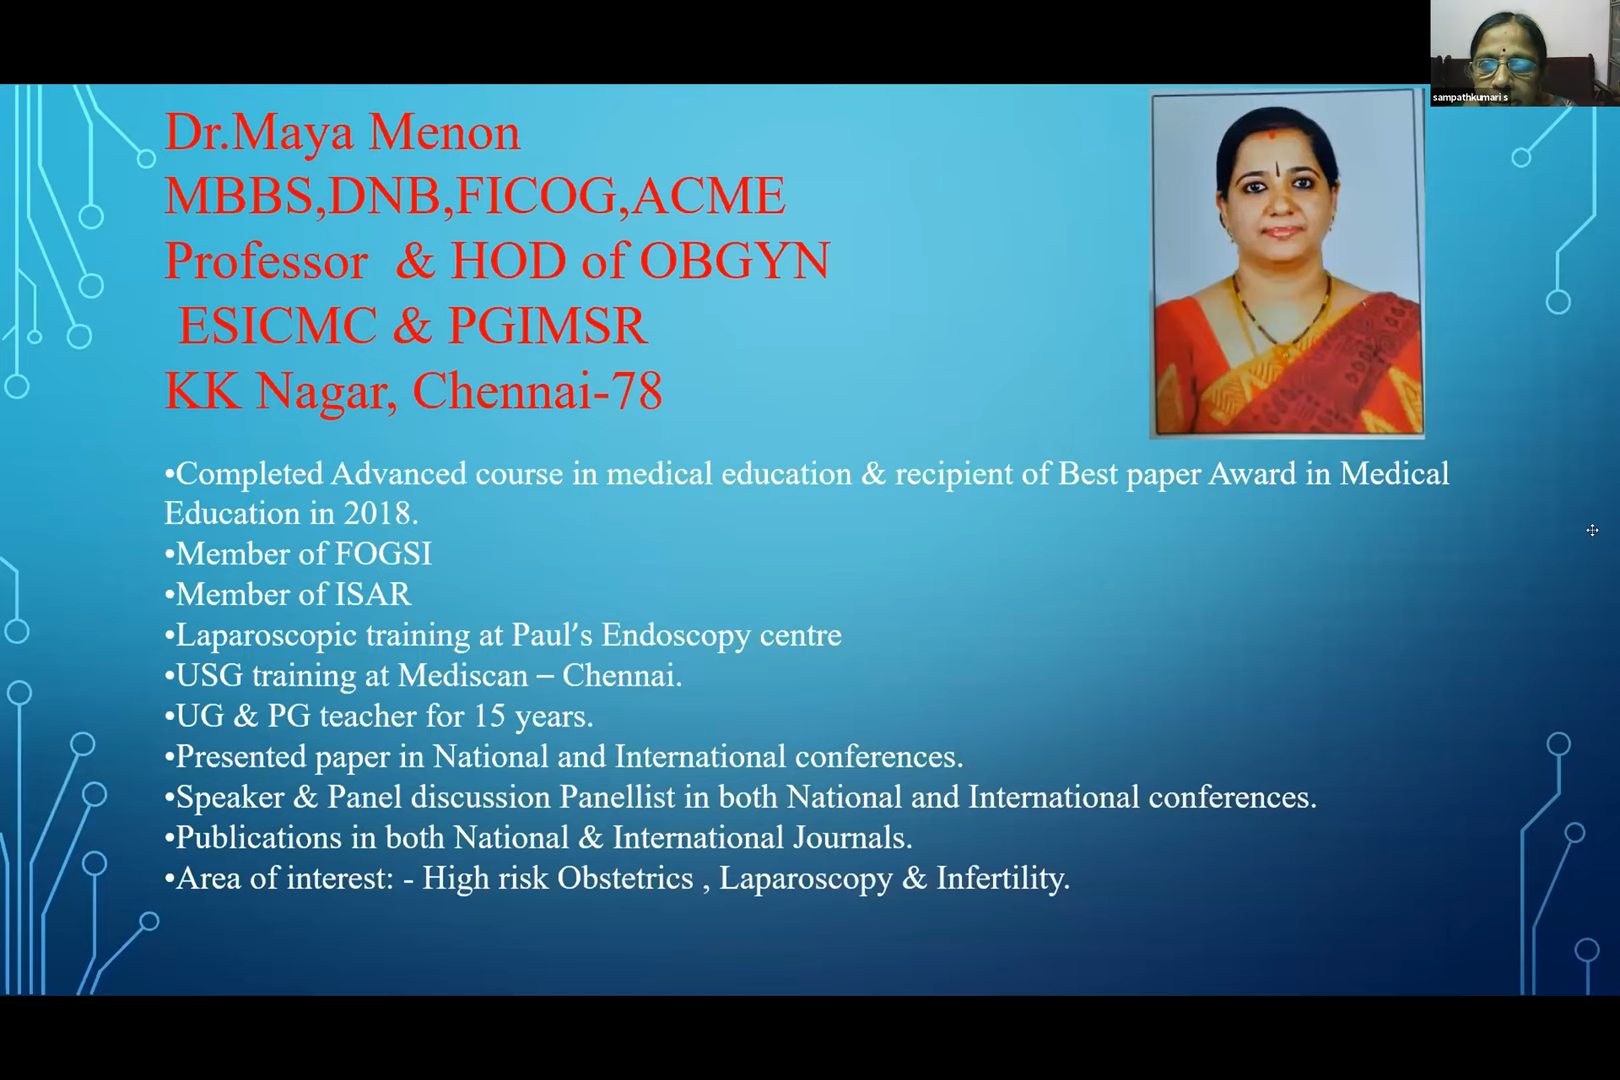 sampathkumari s
Dr.Maya Menon
MBBS,DNB,FICOG,ACME
Professor & HOD of OBGYN
ESICMC & PGIMSR
KK Nagar, Chennai-78
•Completed Advanced course in medical education & recipient of Best paper Award in Medical
Education in 2018.
•Member of FOGSI
•Member of ISAR
•Laparoscopic training at Paul’s Endoscopy centre
•USG training at Mediscan – Chennai.
•UG & PG teacher for 15 years.
•Presented paper in National and International conferences.
•Speaker & Panel discussion Panellist in both National and International conferences.
•Publications in both National & International Journals.
•Area of interest: - High risk Obstetrics , Laparoscopy & Infertility.